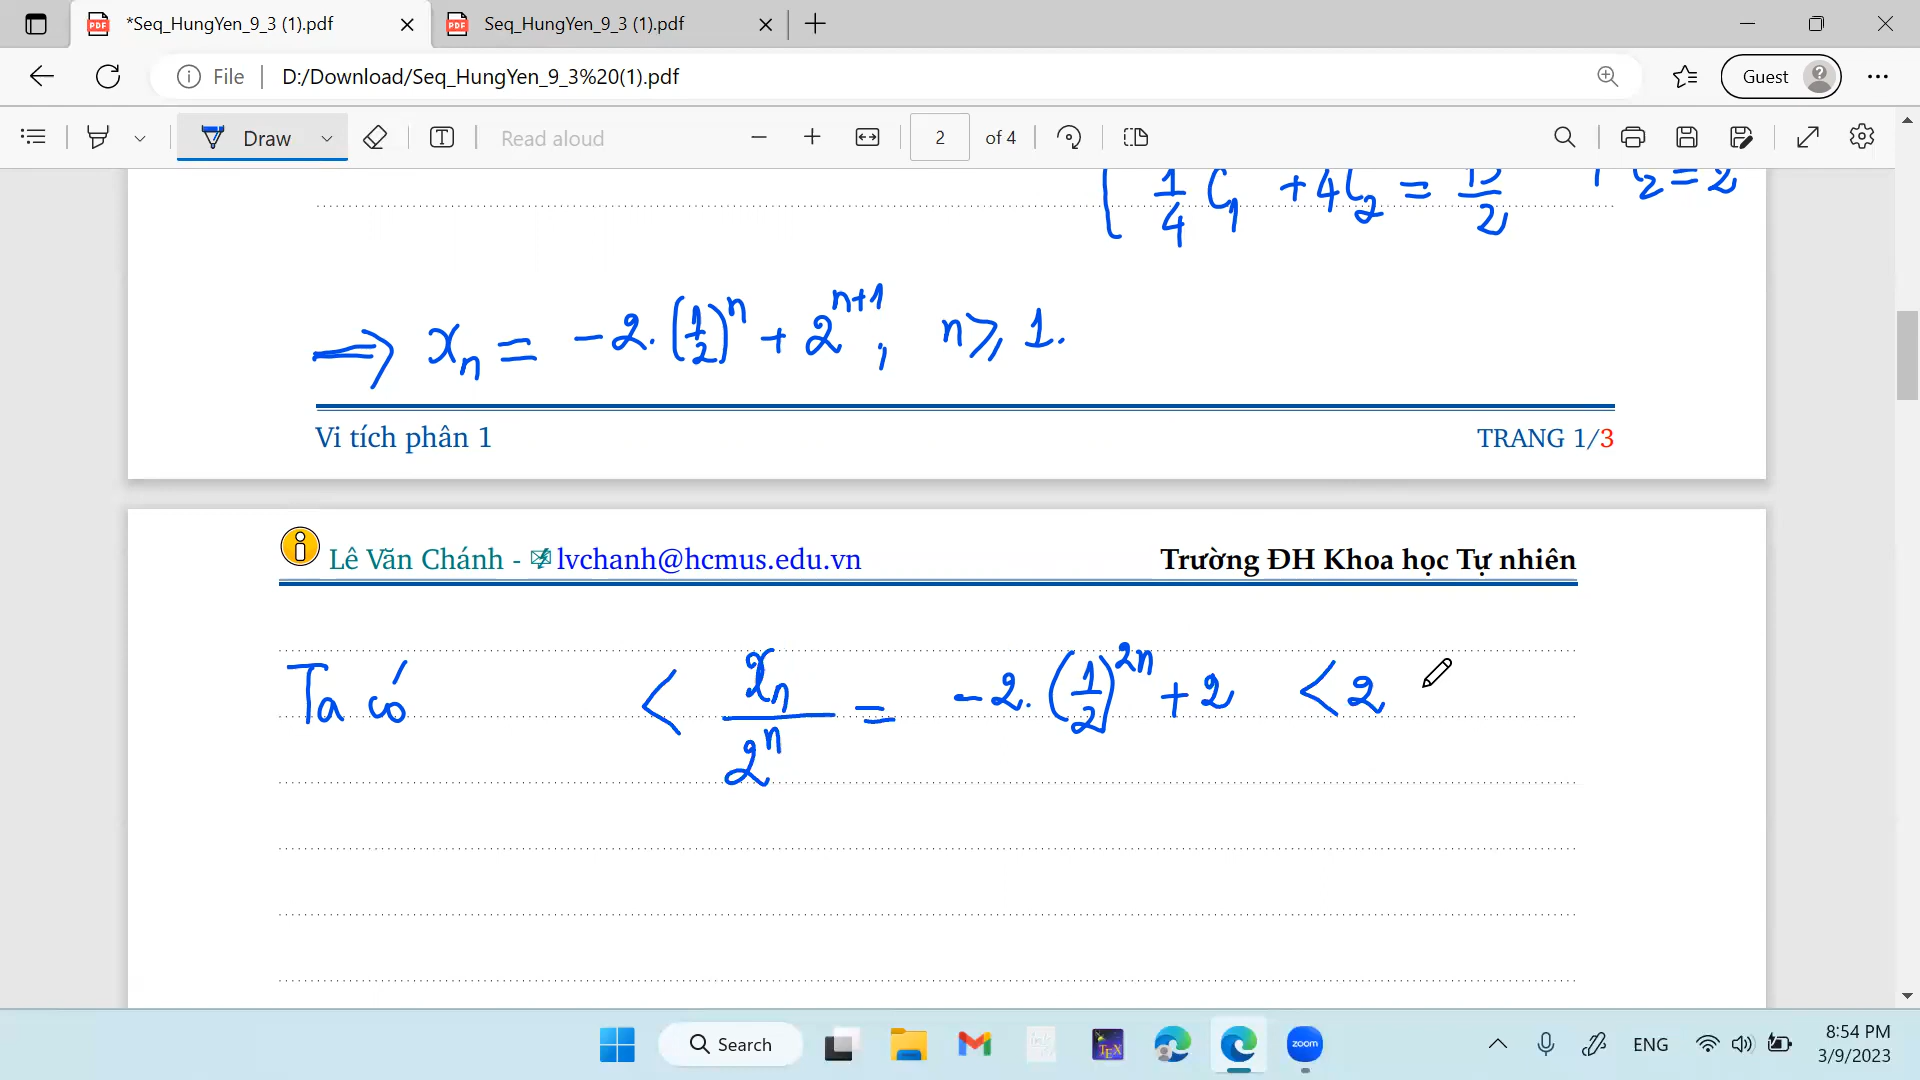 *Seq_HungYen_9_3 (1).pdf
Seq_HungYen_9_3 (1).pdf
File D:/Download/Seq_HungYen_9_3%20(1).pdf Guest
Draw Read aloud 2 of 4
1/4 C₁ + 4C₂ = 15/2 C₂ = 2
⟹ xₙ = -2.(1/2)ⁿ + 2ⁿ⁺¹, n ⩾ 1.
Vi tích phân 1 TRANG 1/3
Lê Văn Chánh - lvchanh@hcmus.edu.vn Trường ĐH Khoa học Tự nhiên
Ta có < xₙ/2ⁿ = -2.(1/2)²ⁿ + 2 < 2
Search ENG 8:54 PM
3/9/2023